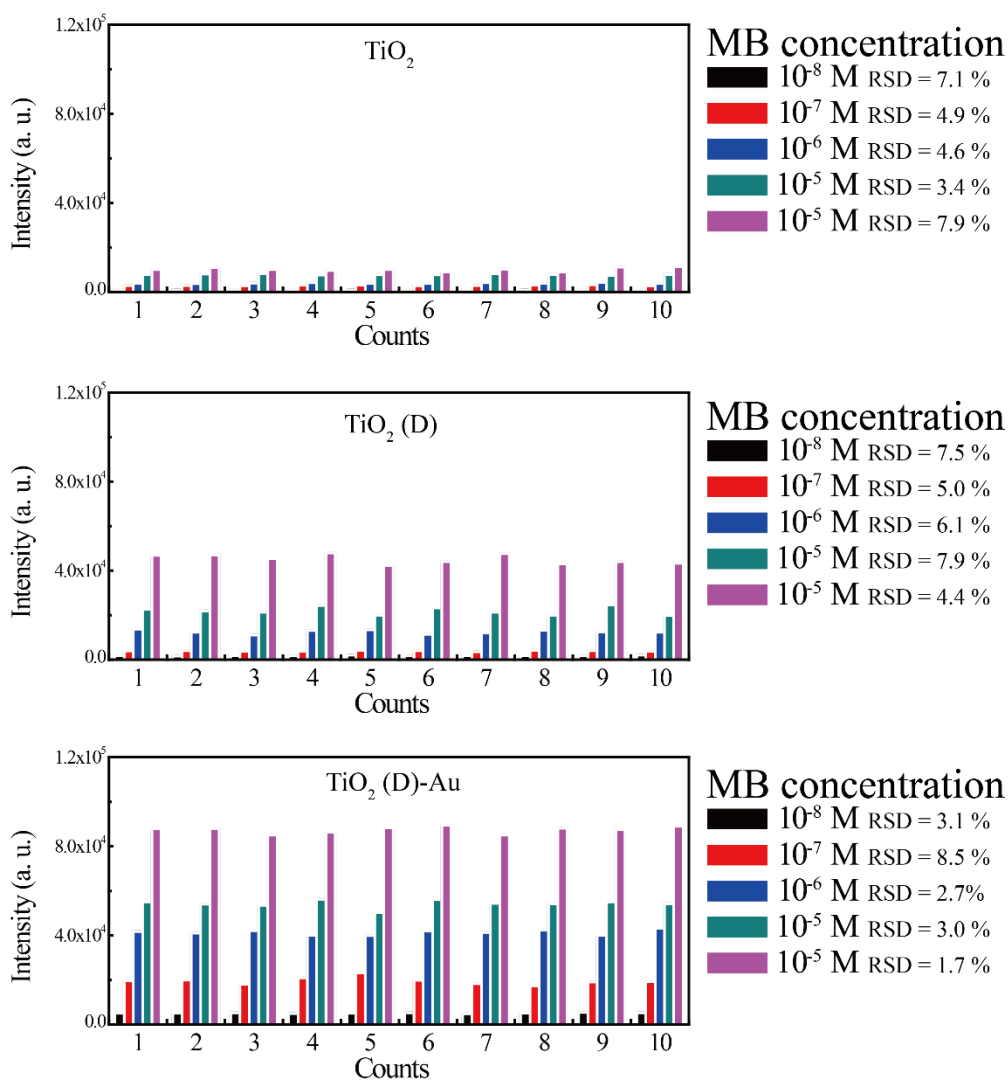 1.2x10⁵
8.0x10⁴
4.0x10⁴
0.0
Intensity (a. u.)
TiO₂
1 2 3 4 5 6 7 8 9 10
Counts
MB concentration
10⁻⁸ M RSD = 7.1 %
10⁻⁷ M RSD = 4.9 %
10⁻⁶ M RSD = 4.6 %
10⁻⁵ M RSD = 3.4 %
10⁻⁵ M RSD = 7.9 %
1.2x10⁵
8.0x10⁴
4.0x10⁴
0.0
Intensity (a. u.)
TiO₂ (D)
1 2 3 4 5 6 7 8 9 10
Counts
MB concentration
10⁻⁸ M RSD = 7.5 %
10⁻⁷ M RSD = 5.0 %
10⁻⁶ M RSD = 6.1 %
10⁻⁵ M RSD = 7.9 %
10⁻⁵ M RSD = 4.4 %
1.2x10⁵
8.0x10⁴
4.0x10⁴
0.0
Intensity (a. u.)
TiO₂ (D)-Au
1 2 3 4 5 6 7 8 9 10
Counts
MB concentration
10⁻⁸ M RSD = 3.1 %
10⁻⁷ M RSD = 8.5 %
10⁻⁶ M RSD = 2.7%
10⁻⁵ M RSD = 3.0 %
10⁻⁵ M RSD = 1.7 %